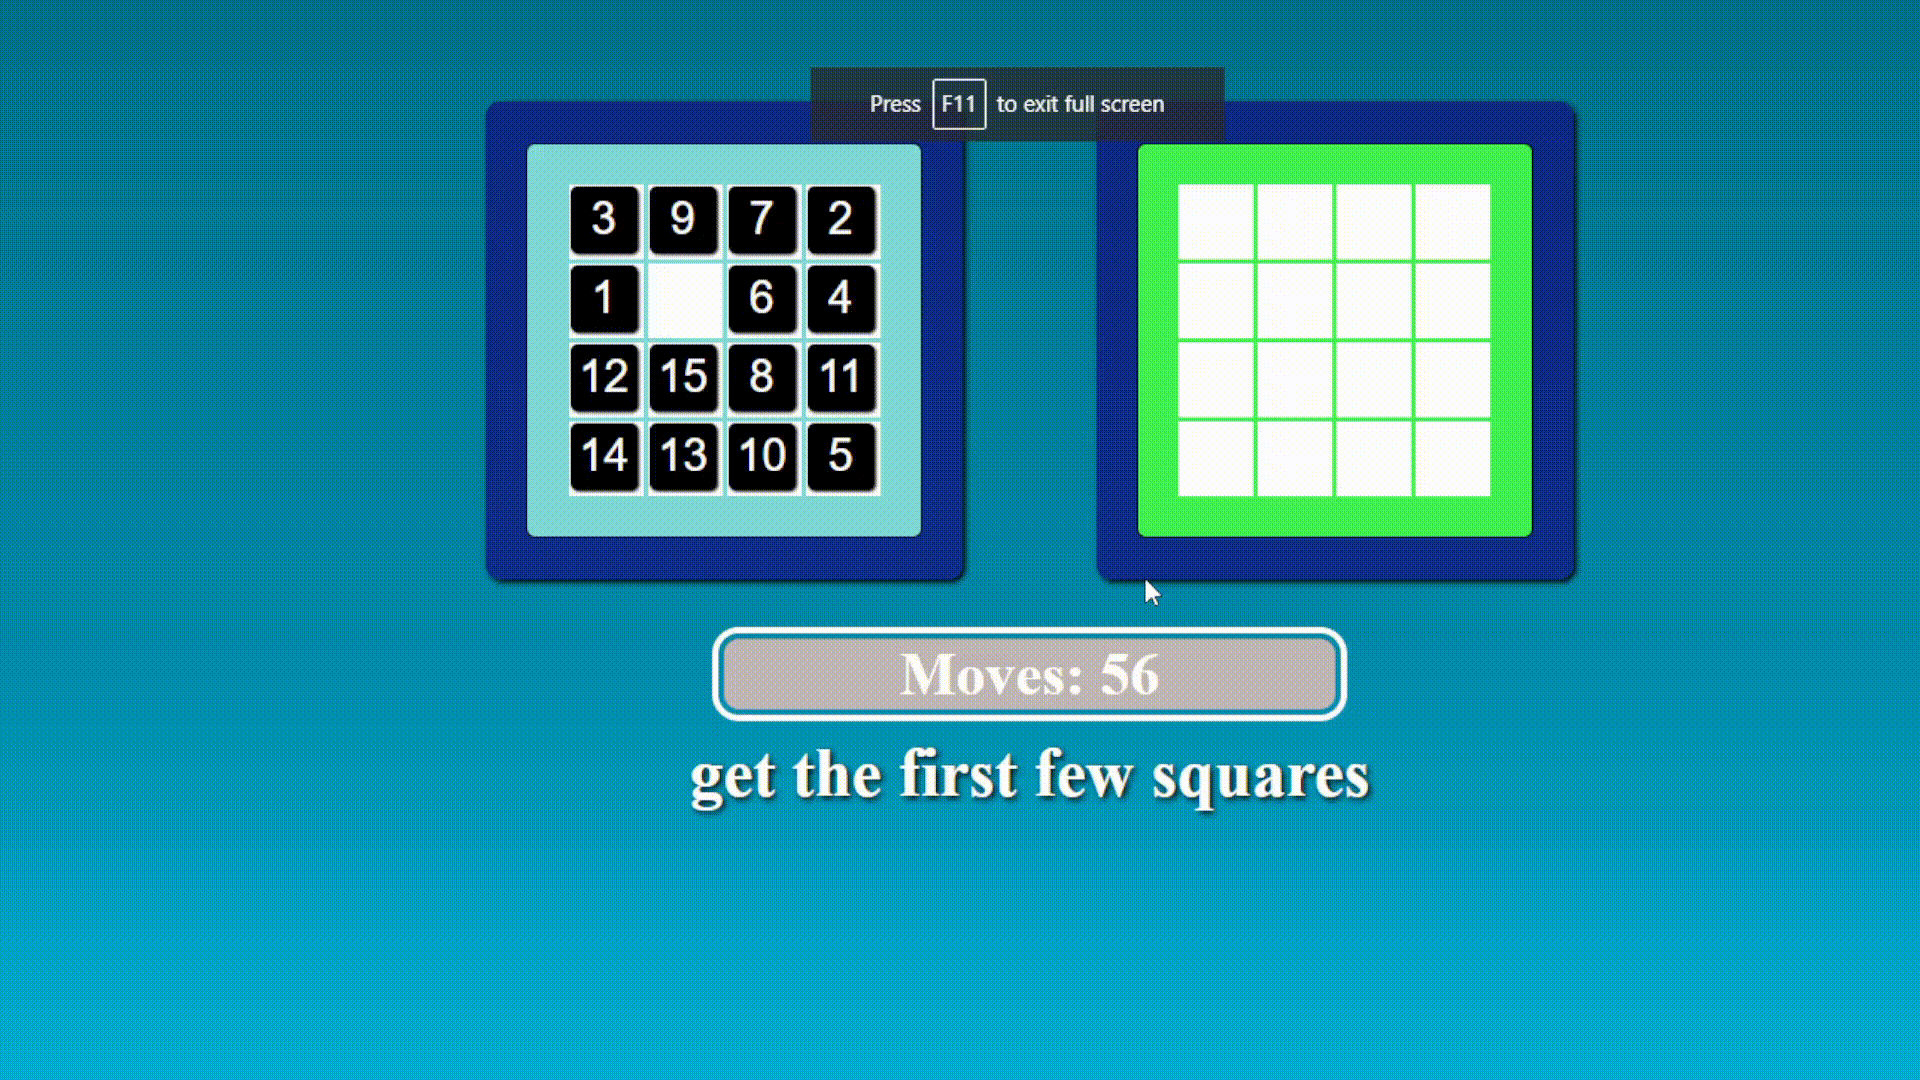 Press F11 to exit full screen
3 9 7 2
1 6 4
12 15 8 11
14 13 10 5
Moves: 56
get the first few squares